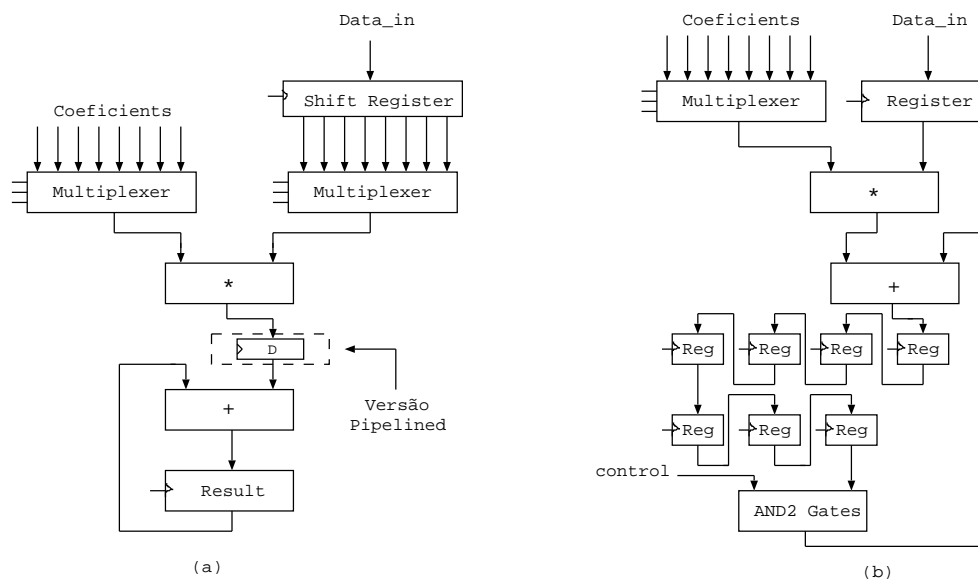 Data_in
Shift Register
Coeficients
Multiplexer
Multiplexer
*
D
Versão
Pipelined
+
Result
(a)
Coeficients
Data_in
Multiplexer
Register
*
+
Reg
Reg
Reg
Reg
Reg
Reg
Reg
control
AND2 Gates
(b)